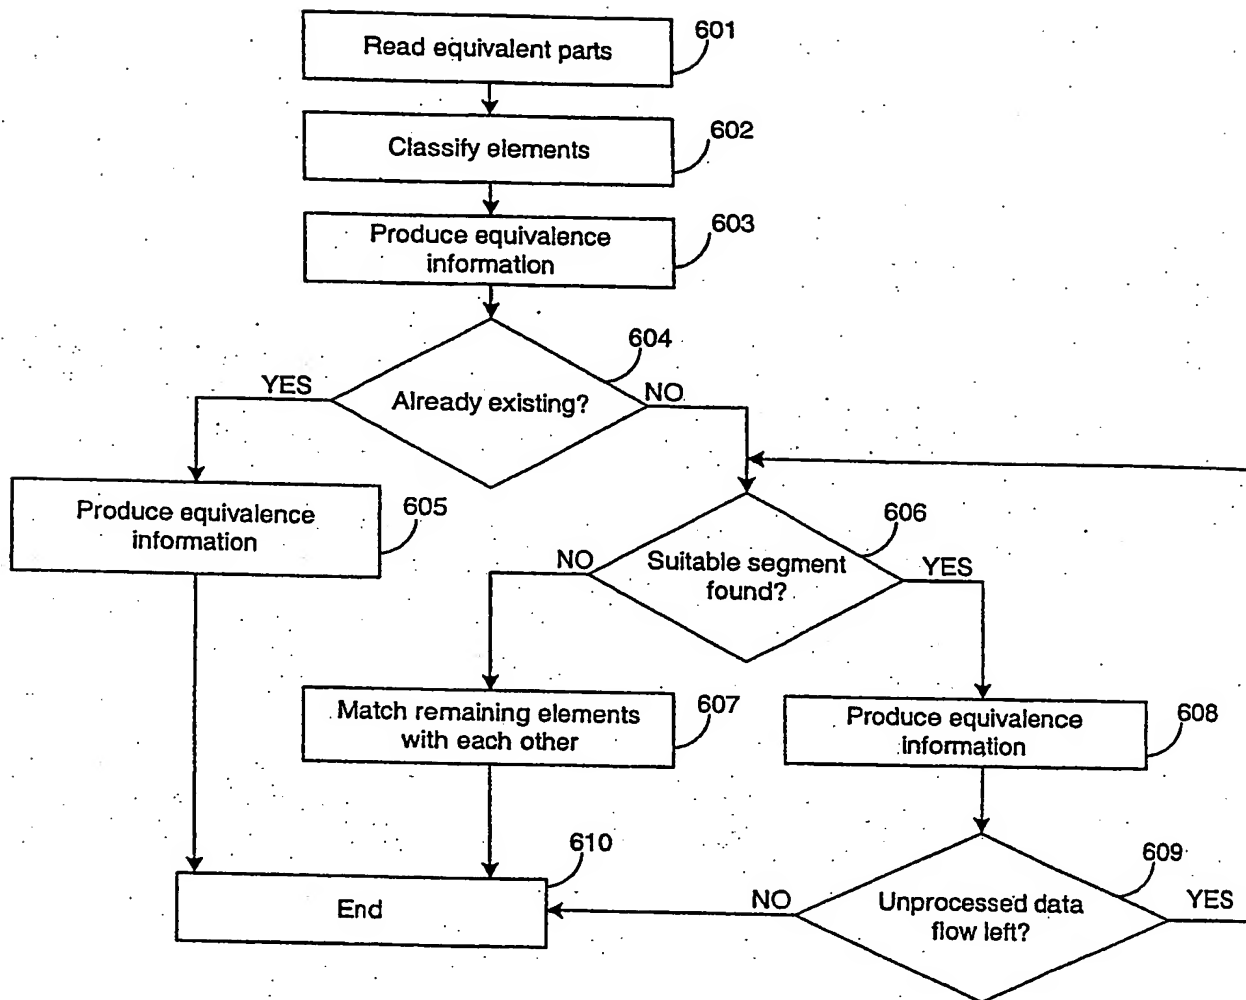 Read equivalent parts
601
Classify elements
602
Produce equivalence
information
603
604
YES
Already existing?
NO
Produce equivalence
information
605
606
NO
Suitable segment
found?
YES
Match remaining elements
with each other
607
Produce equivalence
information
608
610
End
609
NO
Unprocessed data
flow left?
YES